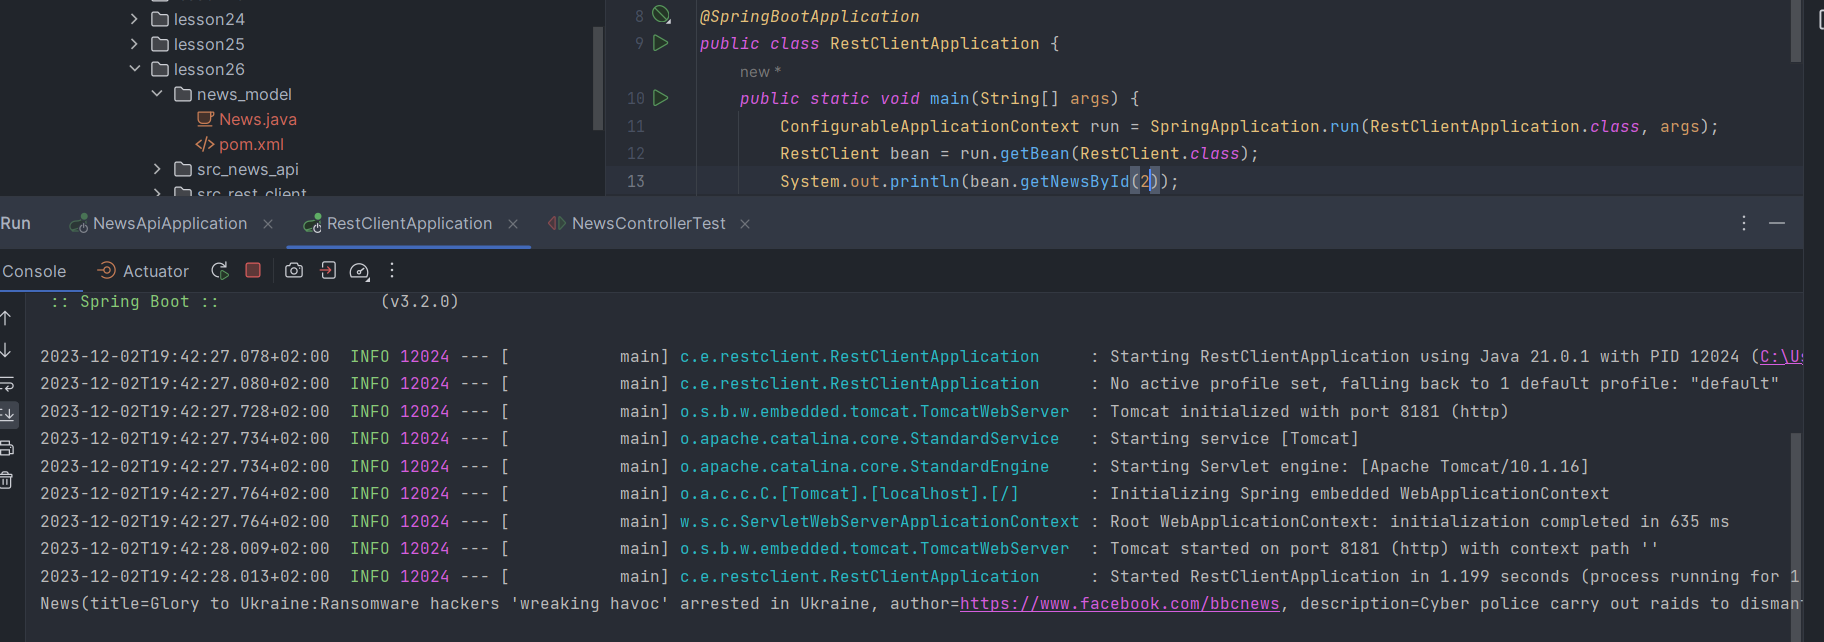 lesson24
lesson25
lesson26
news_model
News.java
pom.xml
src_news_api
src_rest_client
8 @SpringBootApplication
9 public class RestClientApplication {
new *
10 public static void main(String[] args) {
11 ConfigurableApplicationContext run = SpringApplication.run(RestClientApplication.class, args);
12 RestClient bean = run.getBean(RestClient.class);
13 System.out.println(bean.getNewsById(2));
Run NewsApiApplication × RestClientApplication × NewsControllerTest ×
Console Actuator
:: Spring Boot :: (v3.2.0)
2023-12-02T19:42:27.078+02:00 INFO 12024 --- [ main] c.e.restclient.RestClientApplication : Starting RestClientApplication using Java 21.0.1 with PID 12024 (C:\Us
2023-12-02T19:42:27.080+02:00 INFO 12024 --- [ main] c.e.restclient.RestClientApplication : No active profile set, falling back to 1 default profile: "default"
2023-12-02T19:42:27.728+02:00 INFO 12024 --- [ main] o.s.b.w.embedded.tomcat.TomcatWebServer : Tomcat initialized with port 8181 (http)
2023-12-02T19:42:27.734+02:00 INFO 12024 --- [ main] o.apache.catalina.core.StandardService : Starting service [Tomcat]
2023-12-02T19:42:27.734+02:00 INFO 12024 --- [ main] o.apache.catalina.core.StandardEngine : Starting Servlet engine: [Apache Tomcat/10.1.16]
2023-12-02T19:42:27.764+02:00 INFO 12024 --- [ main] o.a.c.c.C.[Tomcat].[localhost].[/] : Initializing Spring embedded WebApplicationContext
2023-12-02T19:42:27.764+02:00 INFO 12024 --- [ main] w.s.c.ServletWebServerApplicationContext : Root WebApplicationContext: initialization completed in 635 ms
2023-12-02T19:42:28.009+02:00 INFO 12024 --- [ main] o.s.b.w.embedded.tomcat.TomcatWebServer : Tomcat started on port 8181 (http) with context path ''
2023-12-02T19:42:28.013+02:00 INFO 12024 --- [ main] c.e.restclient.RestClientApplication : Started RestClientApplication in 1.199 seconds (process running for 1
News(title=Glory to Ukraine:Ransomware hackers 'wreaking havoc' arrested in Ukraine, author=https://www.facebook.com/bbcnews, description=Cyber police carry out raids to disman